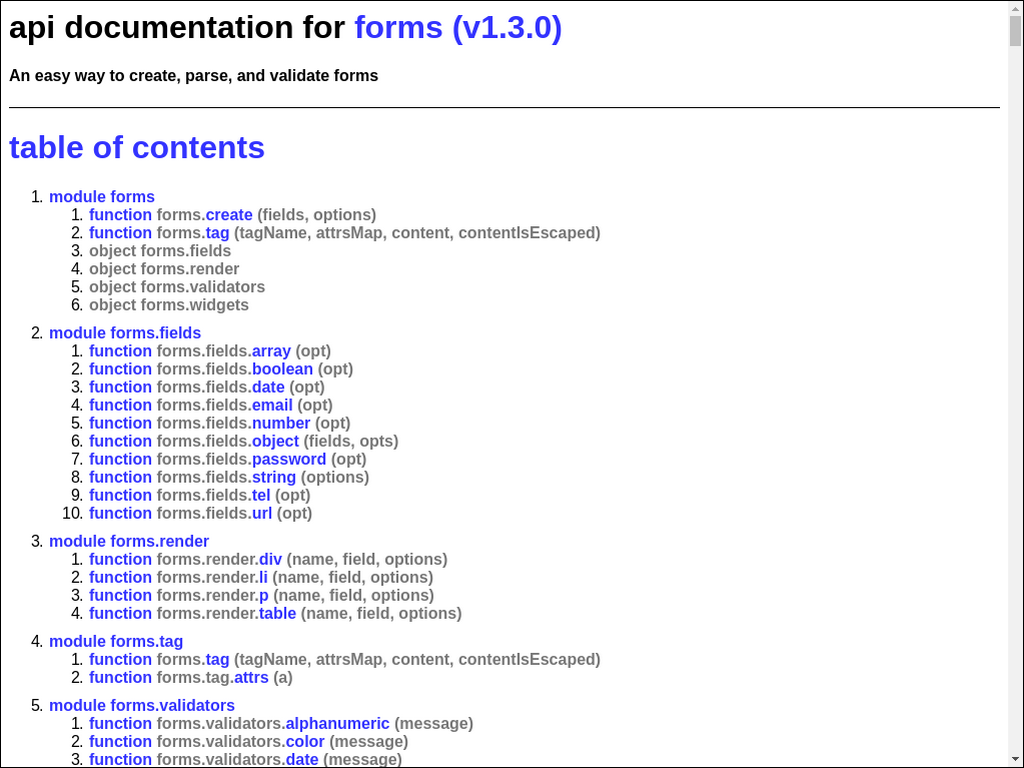 api documentation for forms (v1.3.0)
An easy way to create, parse, and validate forms
table of contents
1. module forms
1. function forms.create (fields, options)
2. function forms.tag (tagName, attrsMap, content, contentIsEscaped)
3. object forms.fields
4. object forms.render
5. object forms.validators
6. object forms.widgets
2. module forms.fields
1. function forms.fields.array (opt)
2. function forms.fields.boolean (opt)
3. function forms.fields.date (opt)
4. function forms.fields.email (opt)
5. function forms.fields.number (opt)
6. function forms.fields.object (fields, opts)
7. function forms.fields.password (opt)
8. function forms.fields.string (options)
9. function forms.fields.tel (opt)
10. function forms.fields.url (opt)
3. module forms.render
1. function forms.render.div (name, field, options)
2. function forms.render.li (name, field, options)
3. function forms.render.p (name, field, options)
4. function forms.render.table (name, field, options)
4. module forms.tag
1. function forms.tag (tagName, attrsMap, content, contentIsEscaped)
2. function forms.tag.attrs (a)
5. module forms.validators
1. function forms.validators.alphanumeric (message)
2. function forms.validators.color (message)
3. function forms.validators.date (message)